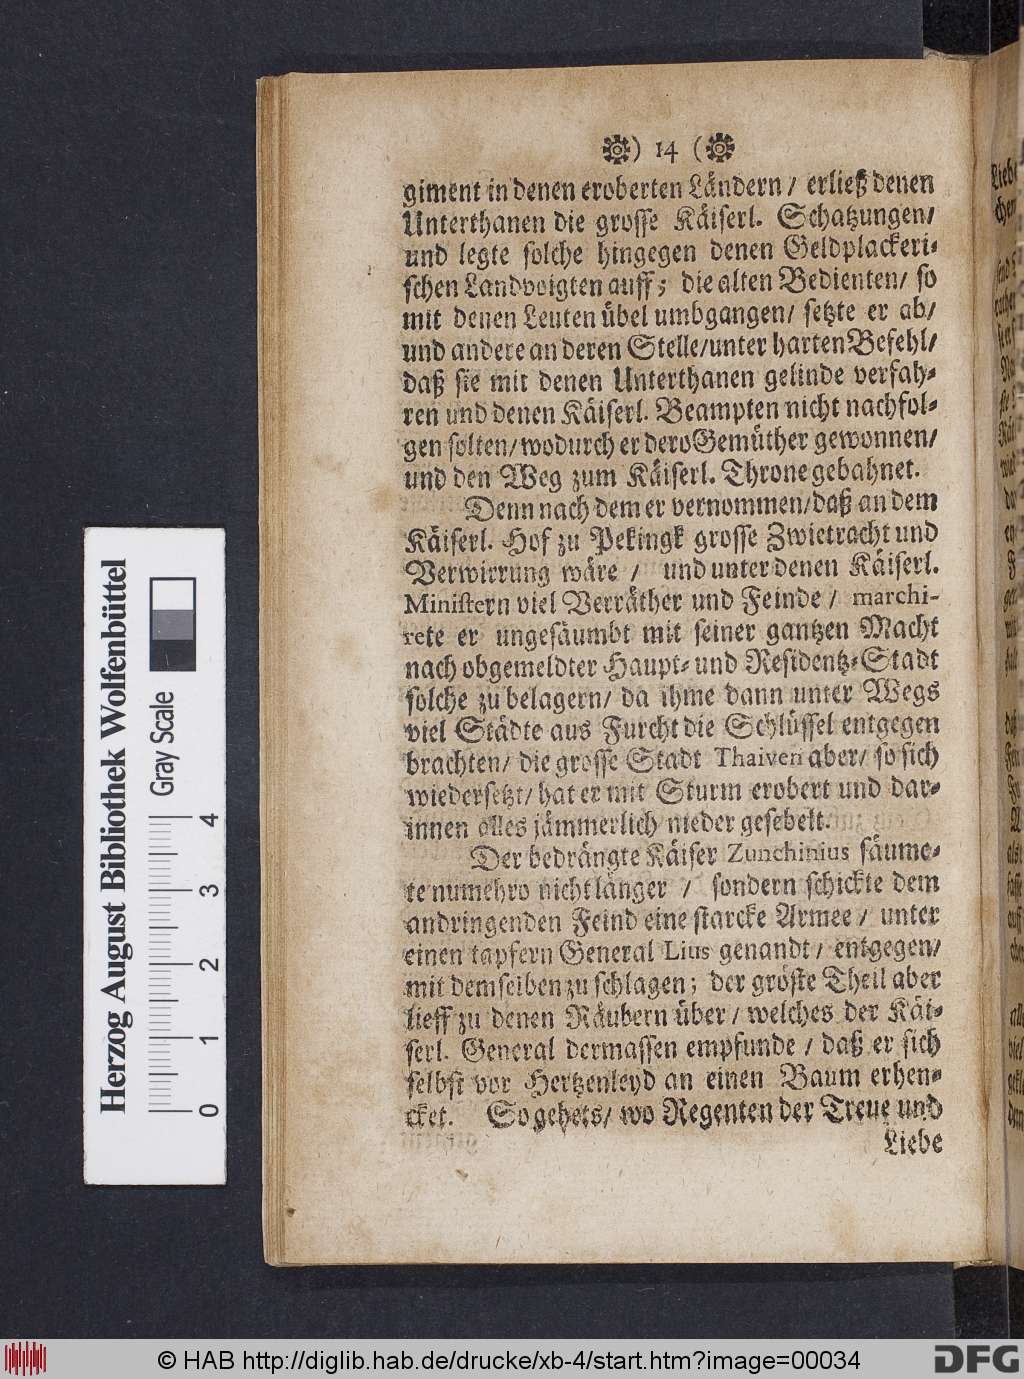 ) 14 (
giment in denen eroberten Ländern / erließ denen
Unterthanen die grosse Käiserl. Schatzungen/
und legte solche hingegen denen Geldplackeri-
schen Landvoigten auff; die alten Bedienten/ so
mit denen Leuten übel umbgangen/ setzte er ab/
und andere an deren Stelle/unter harten Befehl/
daß sie mit denen Unterthanen gelinde verfah-
ren und denen Käiserl. Beampten nicht nachfol-
gen solten/ wodurch er dero Gemüther gewonnen/
und den Weg zum Käiserl. Throne gebahnet.
Denn nach dem er vernommen/daß an dem
Käiserl. Hof zu Pekingk grosse Zwietracht und
Verwirrung wäre / und unter denen Käiserl.
Ministern viel Verräther und Feinde / marchi-
rete er ungesäumbt mit seiner gantzen Macht
nach obgemeldter Haupt- und Residentz-Stadt
solche zu belagern/ da ihme dann unter Wegs
viel Städte aus Furcht die Schlüssel entgegen
brachten/ die grosse Stadt Thaiven aber/ so sich
wiedersetzt/ hat er mit Sturm erobert und dar-
innen alles jämmerlich nieder gesebelt.
Der bedrängte Käiser Zunchinius säume-
te numehro nicht länger / sondern schickte dem
andringenden Feind eine starcke Armee / unter
einen tapfern General Lius genandt / entgegen/
mit demselben zu schlagen; der gröste Theil aber
lieff zu denen Räubern über / welches der Käi-
serl. General dermassen empfunde / daß er sich
selbst vor Hertzenleyd an einen Baum erhen-
cket. So gehets/ wo Regenten der Treue und
Liebe
Herzog August Bibliothek Wolfenbüttel
Gray Scale
0 1 2 3 4
© HAB http://diglib.hab.de/drucke/xb-4/start.htm?image=00034
DFG